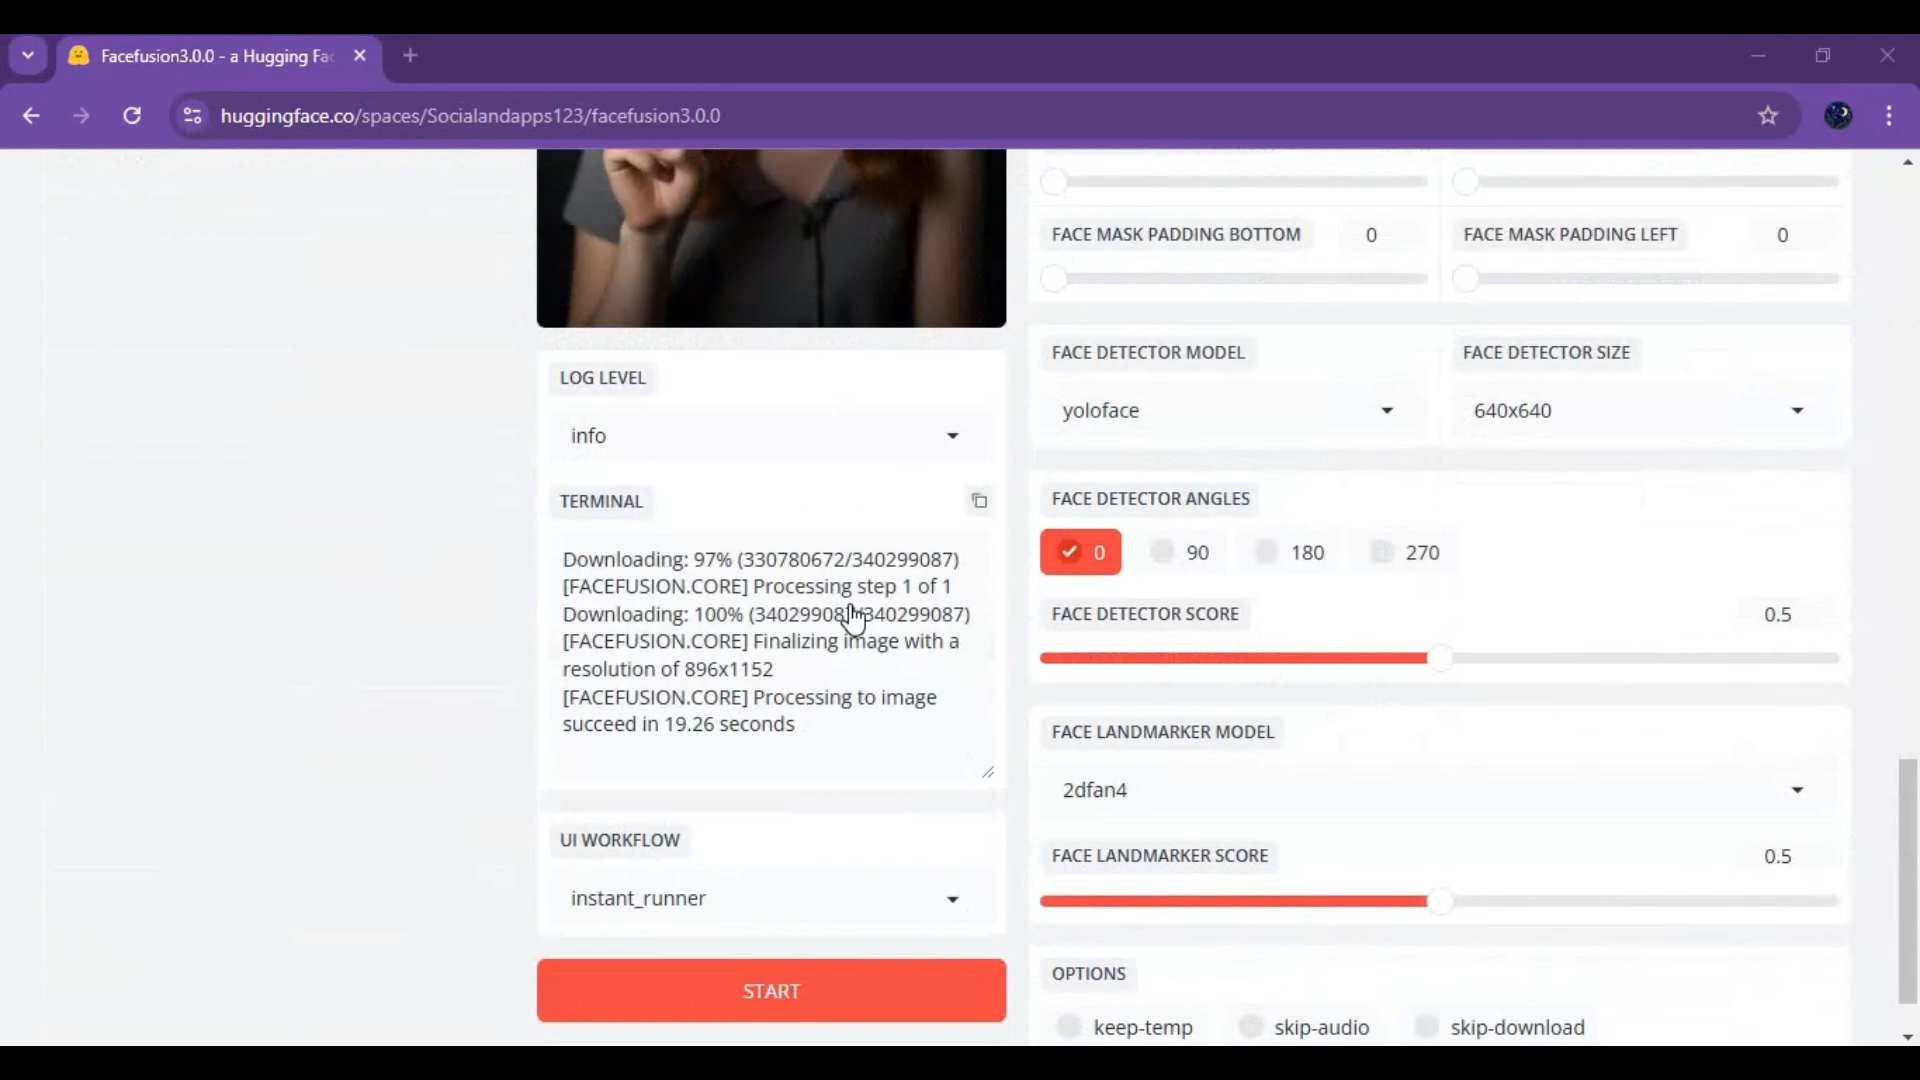 Facefusion3.0.0 - a Hugging Fac
huggingface.co/spaces/Socialandapps123/facefusion3.0.0
FACE MASK PADDING BOTTOM 0
FACE MASK PADDING LEFT 0
LOG LEVEL
info
TERMINAL
Downloading: 97% (330780672/340299087)
[FACEFUSION.CORE] Processing step 1 of 1
Downloading: 100% (340299087/340299087)
[FACEFUSION.CORE] Finalizing image with a
resolution of 896x1152
[FACEFUSION.CORE] Processing to image
succeed in 19.26 seconds
UI WORKFLOW
instant_runner
START
FACE DETECTOR MODEL
yoloface
FACE DETECTOR SIZE
640x640
FACE DETECTOR ANGLES
0 90 180 270
FACE DETECTOR SCORE 0.5
FACE LANDMARKER MODEL
2dfan4
FACE LANDMARKER SCORE 0.5
OPTIONS
keep-temp skip-audio skip-download